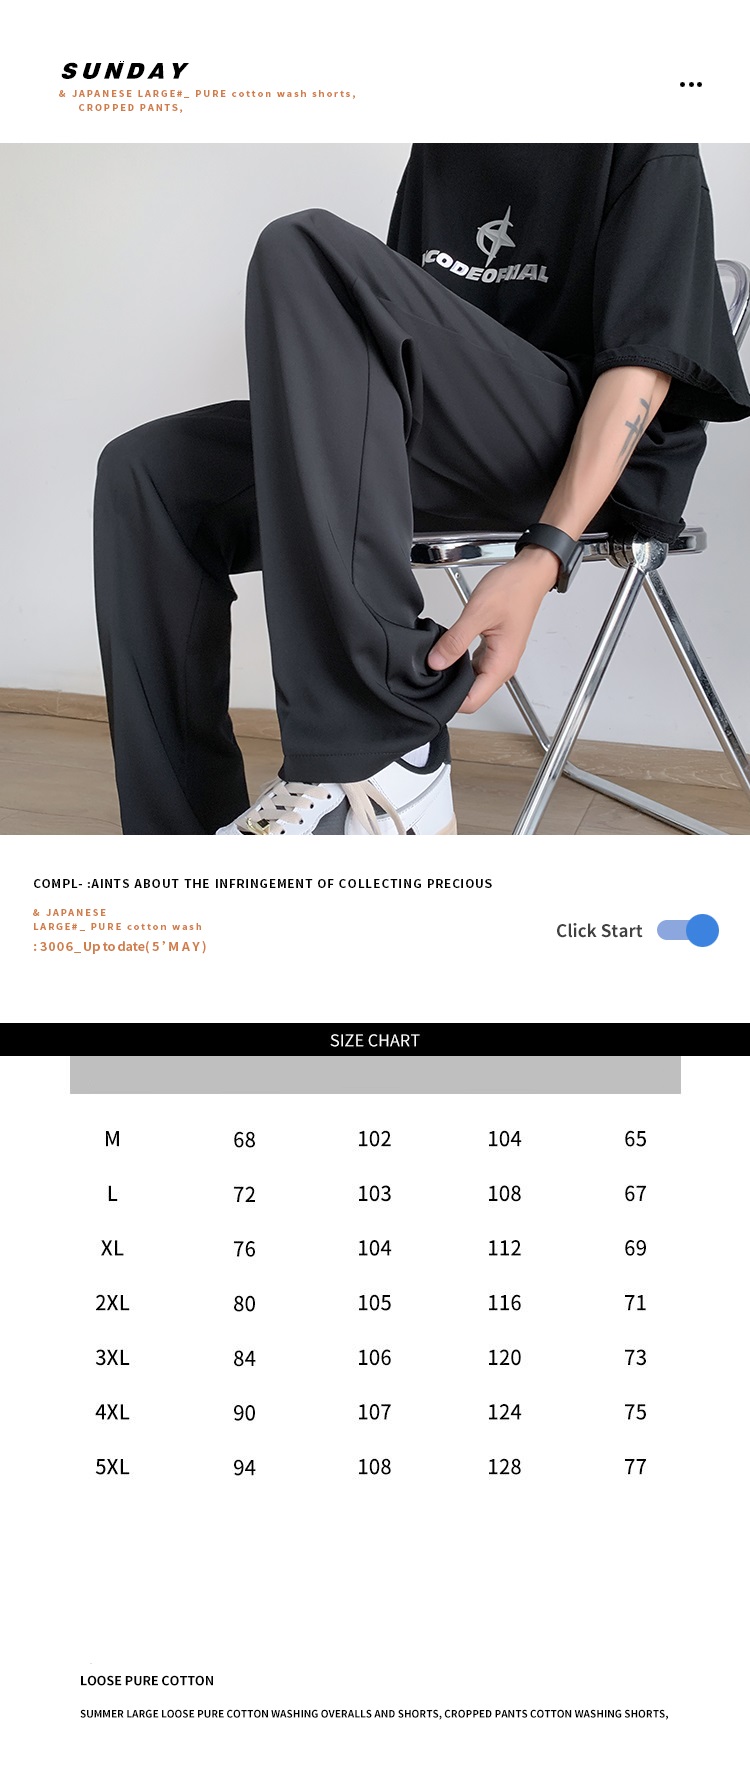 SUNDAY
& JAPANESE LARGE#_ PURE cotton wash shorts,
CROPPED PANTS,
CODEOF
COMPL- :AINTS ABOUT THE INFRINGEMENT OF COLLECTING PRECIOUS
& JAPANESE
LARGE#_ PURE cotton wash
: 3006_Up to date( 5 ' M A Y )
Click Start
SIZE CHART
M 68 102 104 65
L 72 103 108 67
XL 76 104 112 69
2XL 80 105 116 71
3XL 84 106 120 73
4XL 90 107 124 75
5XL 94 108 128 77
LOOSE PURE COTTON
SUMMER LARGE LOOSE PURE COTTON WASHING OVERALLS AND SHORTS, CROPPED PANTS COTTON WASHING SHORTS,